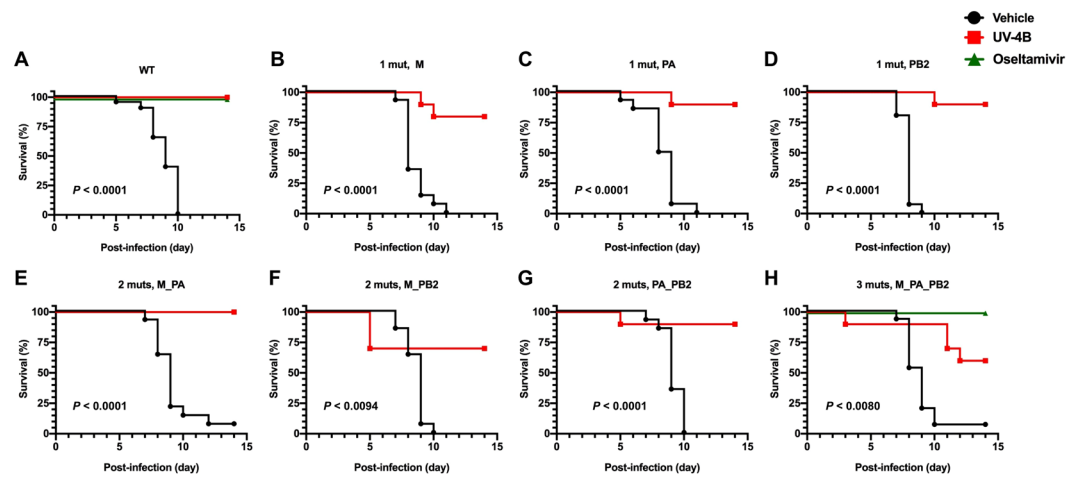 Vehicle
UV-4B
Oseltamivir
A
WT
Survival (%)
100
75
50
25
0
0 5 10 15
P < 0.0001
Post-infection (day)
B
1 mut, M
Survival (%)
100
75
50
25
0
0 5 10 15
P < 0.0001
Post-infection (day)
C
1 mut, PA
Survival (%)
100
75
50
25
0
0 5 10 15
P < 0.0001
Post-infection (day)
D
1 mut, PB2
Survival (%)
100
75
50
25
0
0 5 10 15
P < 0.0001
Post-infection (day)
E
2 muts, M_PA
Survival (%)
100
75
50
25
0
0 5 10 15
P < 0.0001
Post-infection (day)
F
2 muts, M_PB2
Survival (%)
100
75
50
25
0
0 5 10 15
P < 0.0094
Post-infection (day)
G
2 muts, PA_PB2
Survival (%)
100
75
50
25
0
0 5 10 15
P < 0.0001
Post-infection (day)
H
3 muts, M_PA_PB2
Survival (%)
100
75
50
25
0
0 5 10 15
P < 0.0080
Post-infection (day)